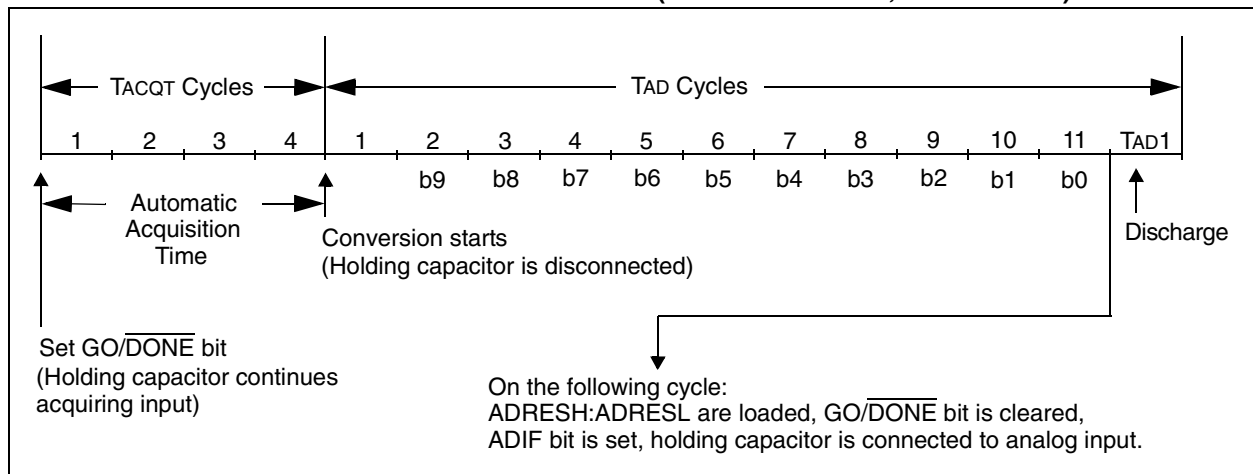 TACQT Cycles
TAD Cycles
1 2 3 4 1 2 3 4 5 6 7 8 9 10 11 TAD1
b9 b8 b7 b6 b5 b4 b3 b2 b1 b0
Automatic
Acquisition
Time
Conversion starts
(Holding capacitor is disconnected)
Discharge
Set GO/DONE bit
(Holding capacitor continues
acquiring input)
On the following cycle:
ADRESH:ADRESL are loaded, GO/DONE bit is cleared,
ADIF bit is set, holding capacitor is connected to analog input.